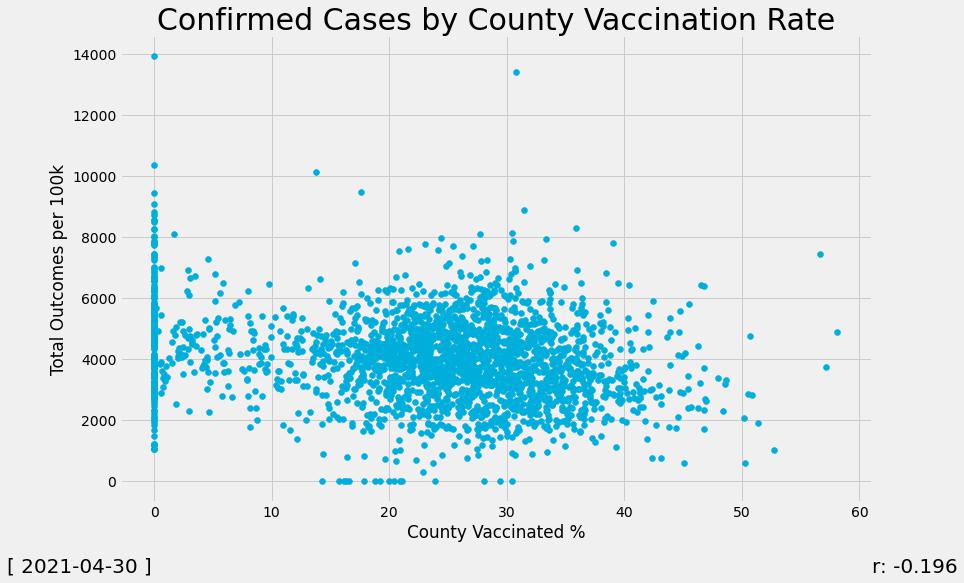 Confirmed Cases by County Vaccination Rate
14000
12000
10000
8000
6000
4000
2000
0
Total Outcomes per 100k
0 10 20 30 40 50 60
County Vaccinated %
[ 2021-04-30 ]
r: -0.196